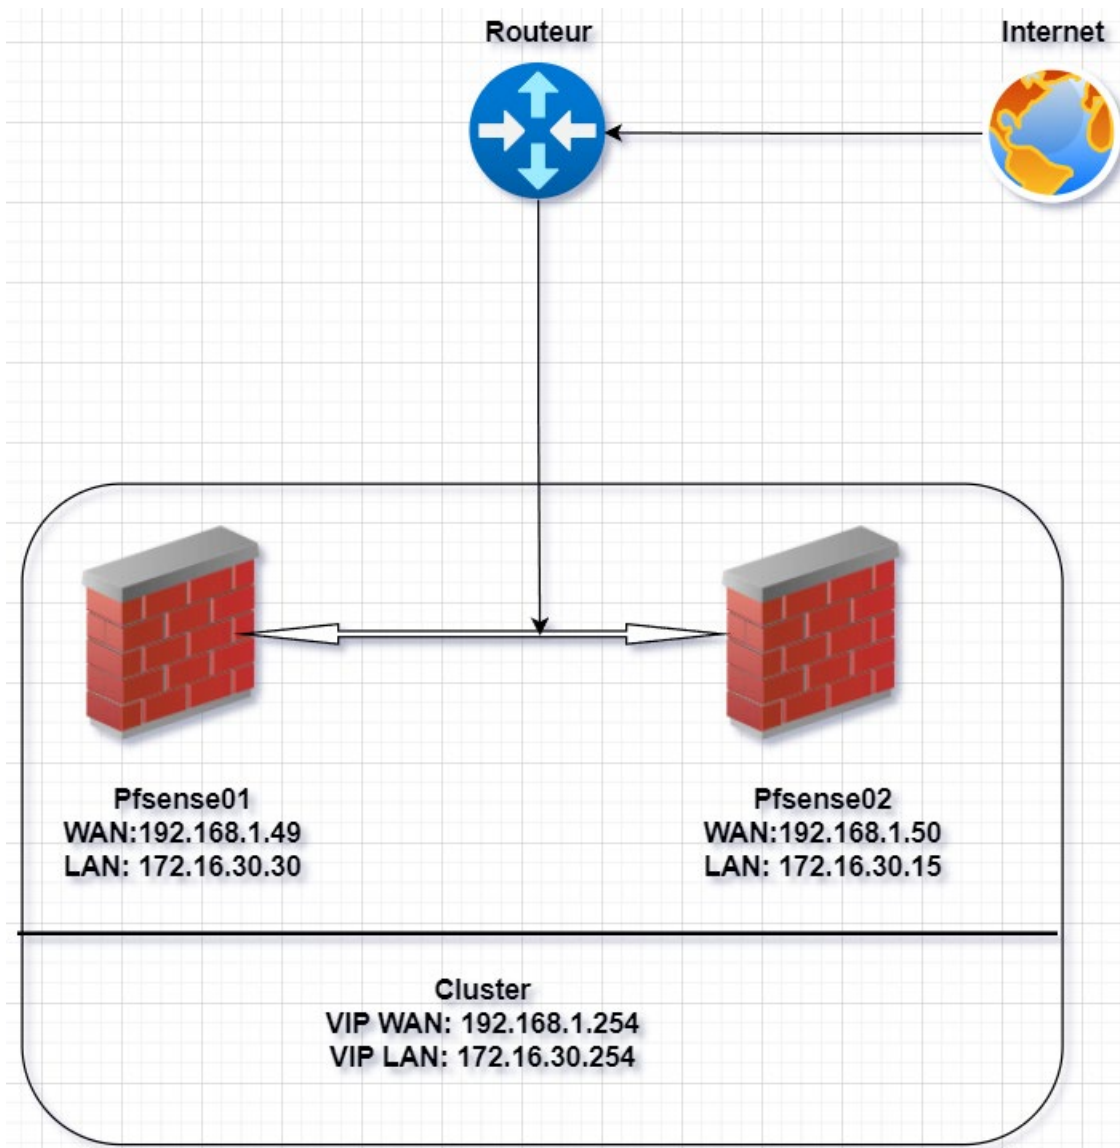 Routeur
Internet
Pfsense01
WAN:192.168.1.49
LAN: 172.16.30.30
Pfsense02
WAN:192.168.1.50
LAN: 172.16.30.15
Cluster
VIP WAN: 192.168.1.254
VIP LAN: 172.16.30.254